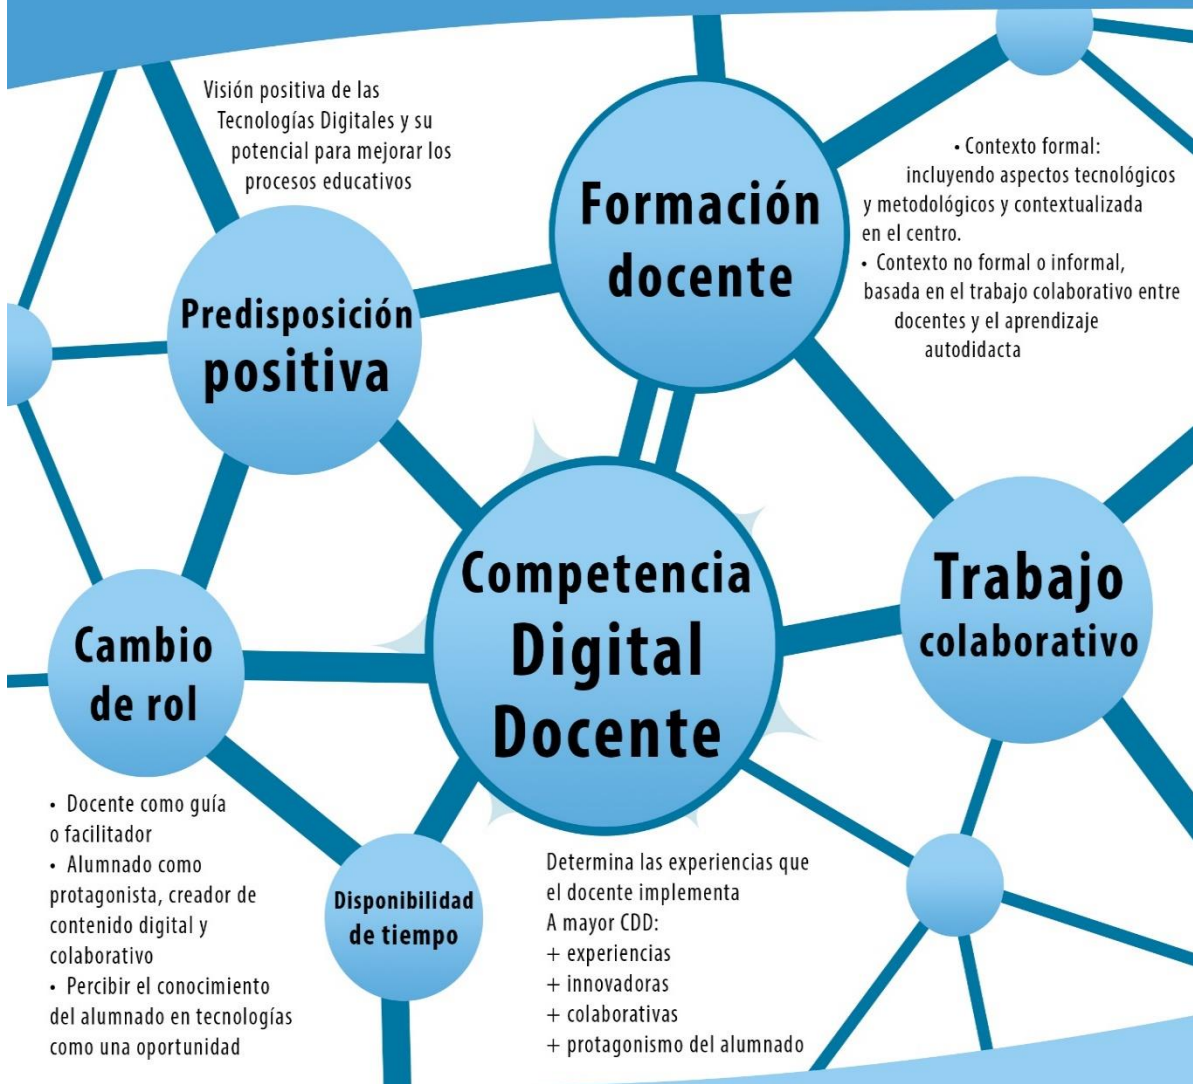 Visión positiva de las
Tecnologías Digitales y su
potencial para mejorar los
procesos educativos
Predisposición
positiva
Formación
docente
• Contexto formal:
incluyendo aspectos tecnológicos
y metodológicos y contextualizada
en el centro.
• Contexto no formal o informal,
basada en el trabajo colaborativo entre
docentes y el aprendizaje
autodidacta
Competencia
Digital
Docente
Trabajo
colaborativo
Cambio
de rol
• Docente como guía
o facilitador
• Alumnado como
protagonista, creador de
contenido digital y
colaborativo
• Percibir el conocimiento
del alumnado en tecnologías
como una oportunidad
Disponibilidad
de tiempo
Determina las experiencias que
el docente implementa
A mayor CDD:
+ experiencias
+ innovadoras
+ colaborativas
+ protagonismo del alumnado